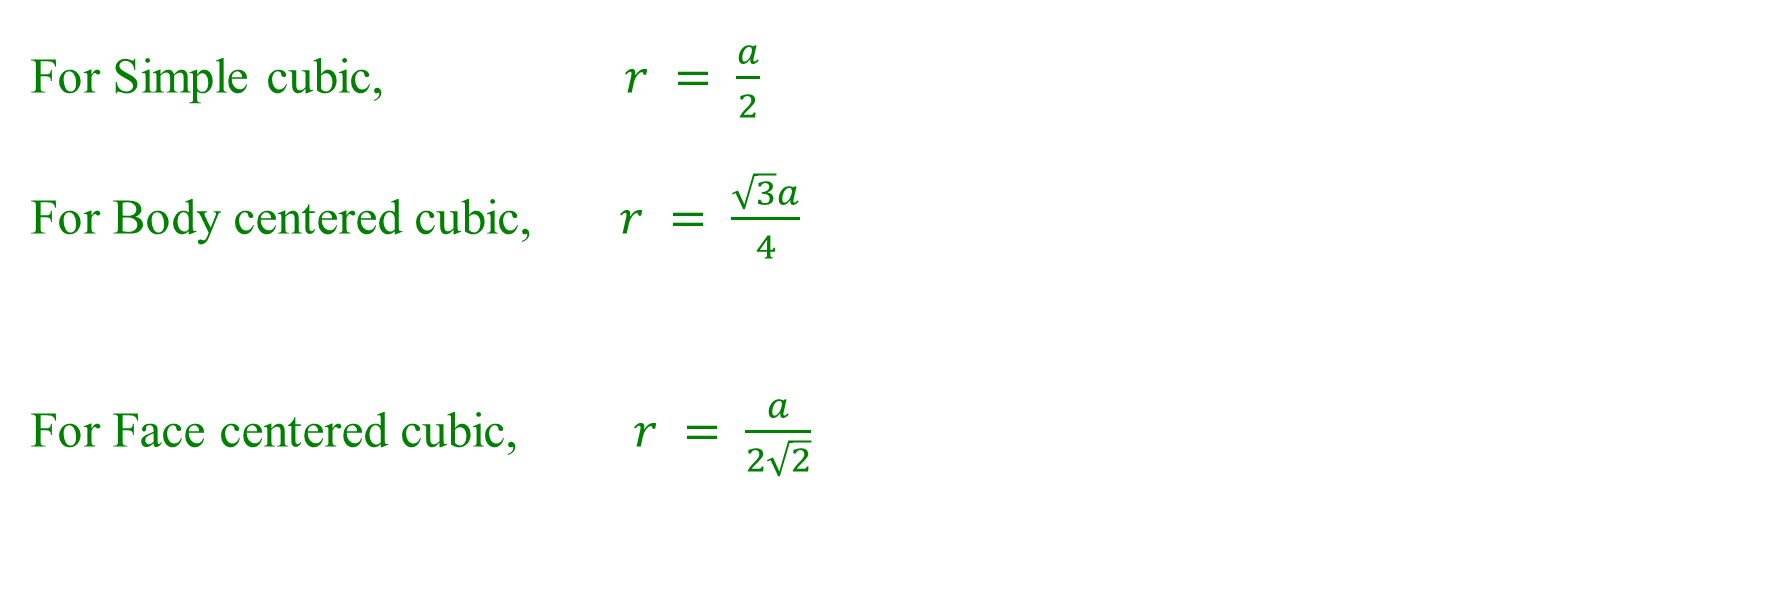 For Simple cubic, r = a/2
For Body centered cubic, r = √3a/4
For Face centered cubic, r = a/2√2